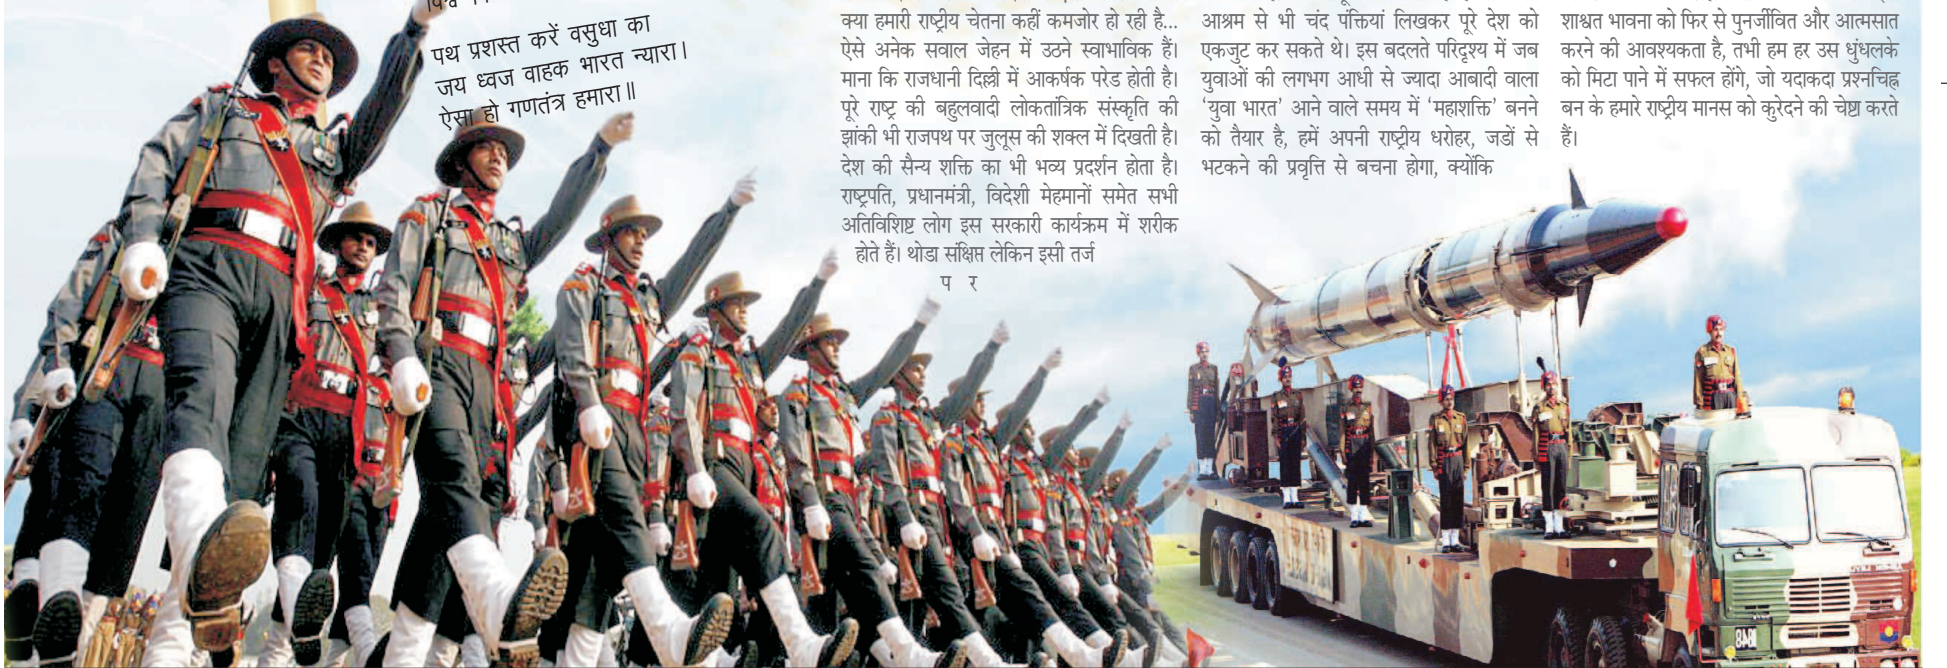 पथ प्रशस्त करें वसुधा का
जय ध्वज वाहक भारत न्यारा।
ऐसा हो गणतंत्र हमारा॥
क्या हमारी राष्ट्रीय चेतना कहीं कमजोर हो रही है...
ऐसे अनेक सवाल जेहन में उठने स्वाभाविक हैं।
माना कि राजधानी दिल्ली में आकर्षक परेड होती है।
पूरे राष्ट्र की बहुलवादी लोकतांत्रिक संस्कृति की
झांकी भी राजपथ पर जुलूस की शक्ल में दिखती है।
देश की सैन्य शक्ति का भी भव्य प्रदर्शन होता है।
राष्ट्रपति, प्रधानमंत्री, विदेशी मेहमानों समेत सभी
अतिविशिष्ट लोग इस सरकारी कार्यक्रम में शरीक
होते हैं। थोडा संक्षिप्त लेकिन इसी तर्ज
प र
आश्रम से भी चंद पंक्तियां लिखकर पूरे देश को
एकजुट कर सकते थे। इस बदलते परिदृश्य में जब
युवाओं की लगभग आधी से ज्यादा आबादी वाला
‘युवा भारत’ आने वाले समय में ‘महाशक्ति’ बनने
को तैयार है, हमें अपनी राष्ट्रीय धरोहर, जडों से
भटकने की प्रवृत्ति से बचना होगा, क्योंकि
शाश्वत भावना को फिर से पुनर्जीवित और आत्मसात
करने की आवश्यकता है, तभी हम हर उस धुंधलके
को मिटा पाने में सफल होंगे, जो यदाकदा प्रश्नचिह्न
बन के हमारे राष्ट्रीय मानस को कुरेदने की चेष्टा करते
हैं।